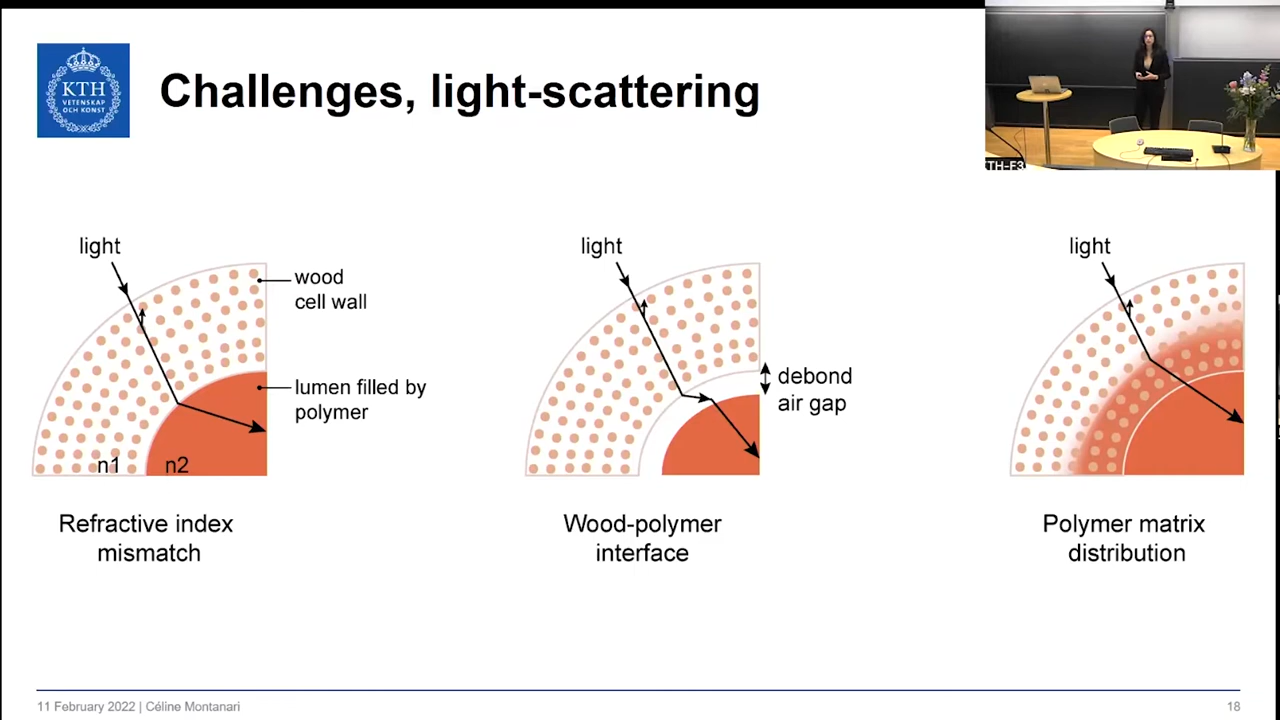 KTH
VETENSKAP
OCH KONST
Challenges, light-scattering
light
wood
cell wall
lumen filled by
polymer
n1
n2
Refractive index
mismatch
light
debond
air gap
Wood-polymer
interface
light
Polymer matrix
distribution
11 February 2022 | Céline Montanari
18